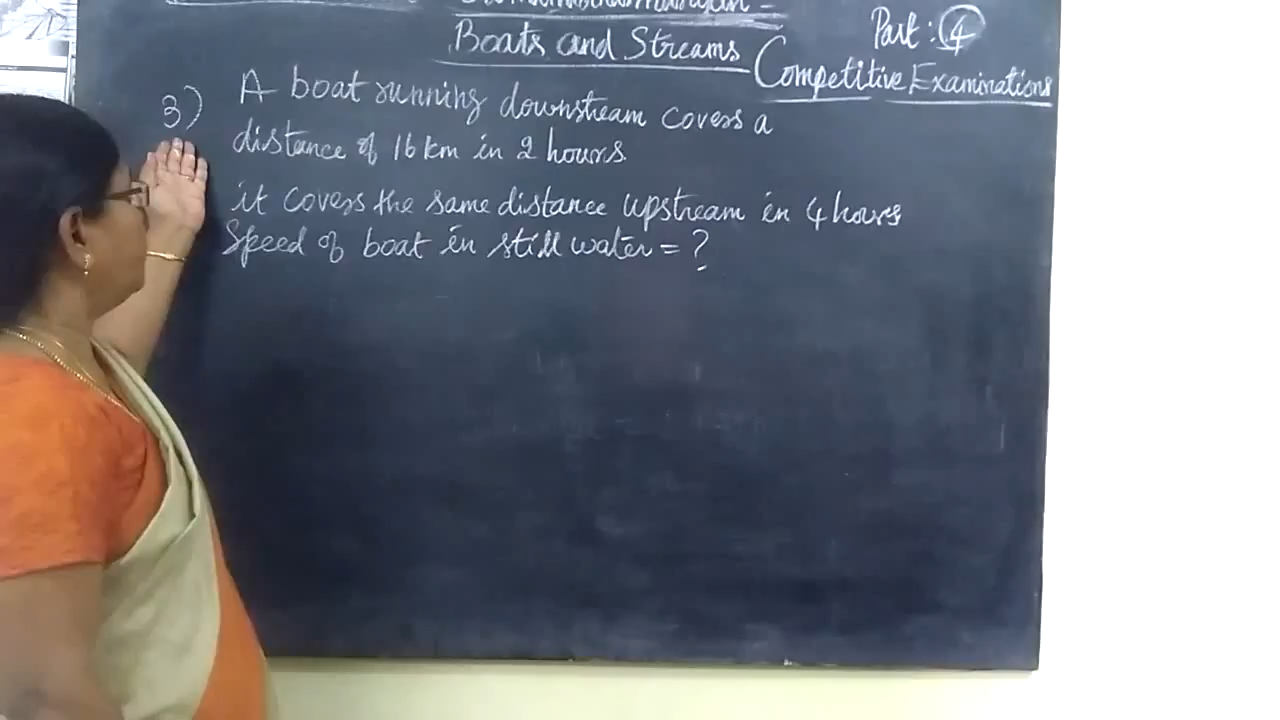 Boats and Streams
Part : 4
Competitive Examinations
3) A boat running downstream covers a
distance of 16 km in 2 hours.
it covers the same distance upstream in 4 hours
Speed of boat in still water = ?